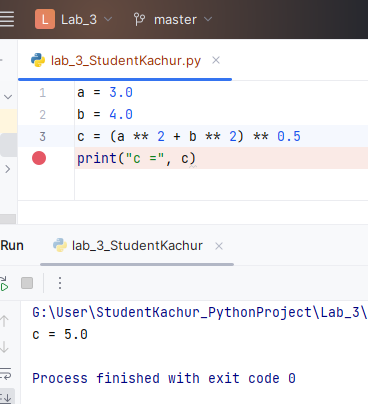 L Lab_3 master
lab_3_StudentKachur.py
1 a = 3.0
2 b = 4.0
3 c = (a ** 2 + b ** 2) ** 0.5
print("c =", c)
Run lab_3_StudentKachur
G:\User\StudentKachur_PythonProject\Lab_3\
c = 5.0
Process finished with exit code 0